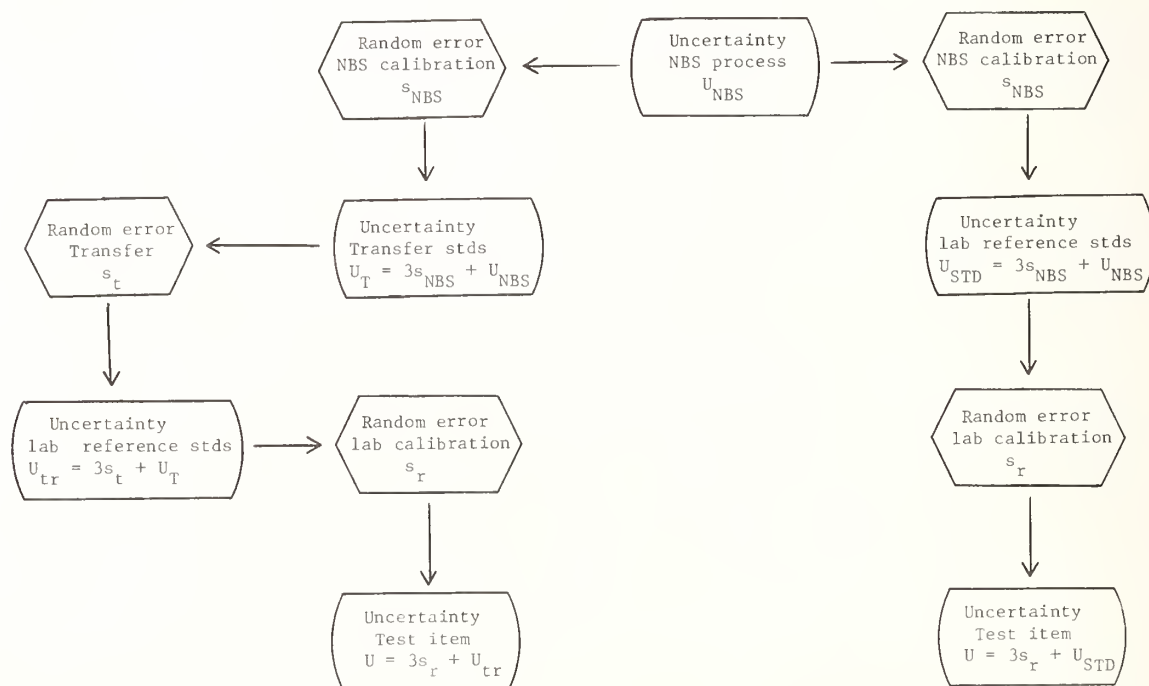 Random error
NBS calibration
s_NBS
Uncertainty
NBS process
U_NBS
Random error
NBS calibration
s_NBS
Random error
Transfer
s_t
Uncertainty
Transfer stds
U_T = 3s_NBS + U_NBS
Uncertainty
lab reference stds
U_STD = 3s_NBS + U_NBS
Uncertainty
lab reference stds
U_tr = 3s_t + U_T
Random error
lab calibration
s_r
Random error
lab calibration
s_r
Uncertainty
Test item
U = 3s_r + U_tr
Uncertainty
Test item
U = 3s_r + U_STD